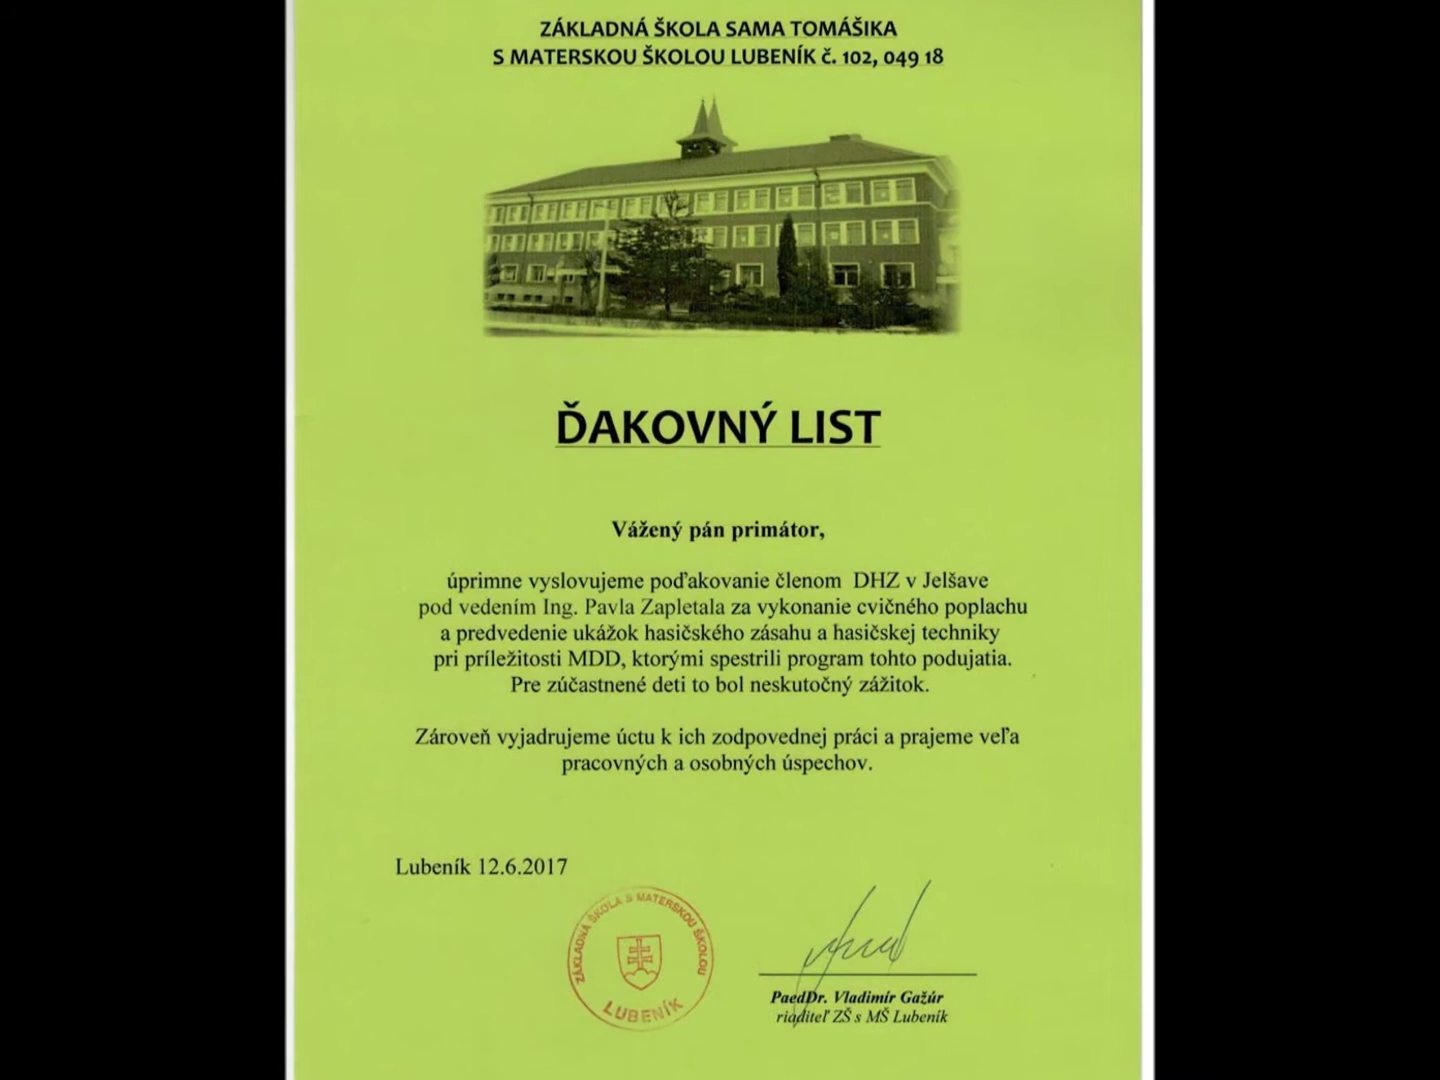 ZÁKLADNÁ ŠKOLA SAMA TOMÁŠIKA
S MATERSKOU ŠKOLOU LUBENÍK č. 102, 049 18
ĎAKOVNÝ LIST
Vážený pán primátor,
úprimne vyslovujeme poďakovanie členom DHZ v Jelšave
pod vedením Ing. Pavla Zapletala za vykonanie cvičného poplachu
a predvedenie ukážok hasičského zásahu a hasičskej techniky
pri príležitosti MDD, ktorými spestrili program tohto podujatia.
Pre zúčastnené deti to bol neskutočný zážitok.
Zároveň vyjadrujeme úctu k ich zodpovednej práci a prajeme veľa
pracovných a osobných úspechov.
Lubeník 12.6.2017
ZÁKLADNÁ ŠKOLA S MATERSKOU ŠKOLOU
LUBENÍK
PaedDr. Vladimír Gažúr
riaditeľ ZŠ s MŠ Lubeník